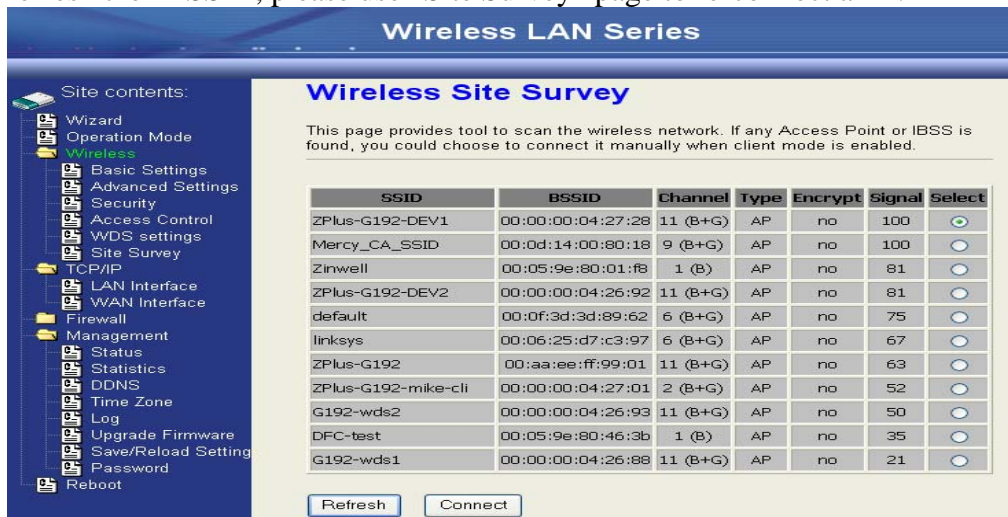 Wireless LAN Series
Site contents:
Wizard
Operation Mode
Wireless
Basic Settings
Advanced Settings
Security
Access Control
WDS settings
Site Survey
TCP/IP
LAN Interface
WAN Interface
Firewall
Management
Status
Statistics
DDNS
Time Zone
Log
Upgrade Firmware
Save/Reload Setting
Password
Reboot
Wireless Site Survey
This page provides tool to scan the wireless network. If any Access Point or IBSS is
found, you could choose to connect it manually when client mode is enabled.
SSID BSSID Channel Type Encrypt Signal Select
ZPlus-G192-DEV1 00:00:00:04:27:28 11 (B+G) AP no 100
Mercy_CA_SSID 00:0d:14:00:80:18 9 (B+G) AP no 100
Zinwell 00:05:9e:80:01:f8 1 (B) AP no 81
ZPlus-G192-DEV2 00:00:00:04:26:92 11 (B+G) AP no 81
default 00:0f:3d:3d:89:62 6 (B+G) AP no 75
linksys 00:06:25:d7:c3:97 6 (B+G) AP no 67
ZPlus-G192 00:aa:ee:ff:99:01 11 (B+G) AP no 63
ZPlus-G192-mike-cli 00:00:00:04:27:01 2 (B+G) AP no 52
G192-wds2 00:00:00:04:26:93 11 (B+G) AP no 50
DFC-test 00:05:9e:80:46:3b 1 (B) AP no 35
G192-wds1 00:00:00:04:26:88 11 (B+G) AP no 21
Refresh Connect